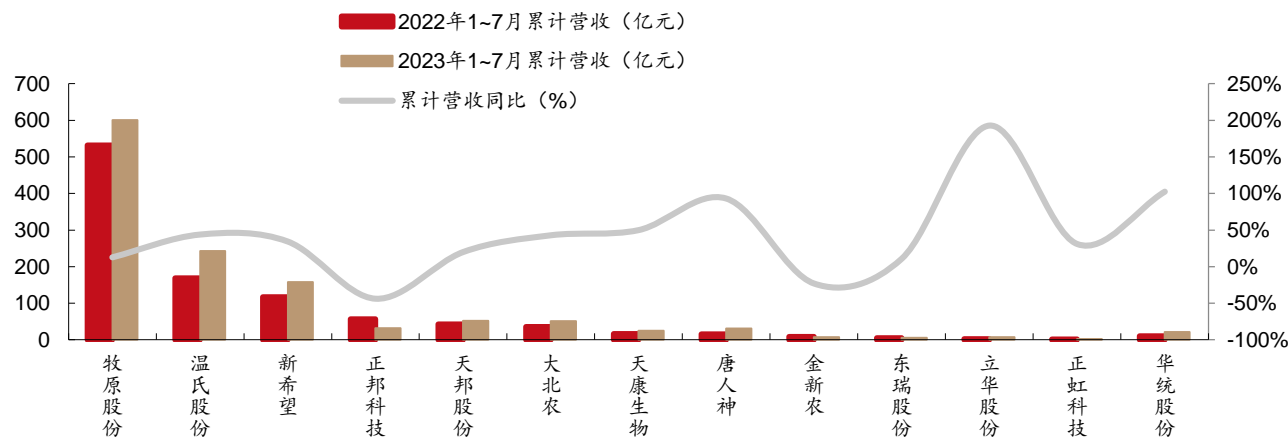 2022年1~7月累计营收（亿元）
2023年1~7月累计营收（亿元）
累计营收同比（%）
700
600
500
400
300
200
100
0
250%
200%
150%
100%
50%
0%
-50%
-100%
牧原股份
温氏股份
新希望
正邦科技
天邦股份
大北农
天康生物
唐人神
金新农
东瑞股份
立华股份
正虹科技
华统股份